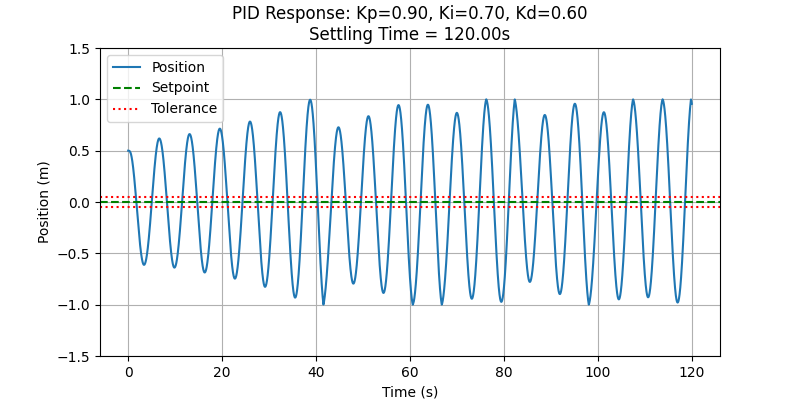 PID Response: Kp=0.90, Ki=0.70, Kd=0.60
Settling Time = 120.00s
Position
Setpoint
Tolerance
1.5
1.0
0.5
0.0
−0.5
−1.0
−1.5
Position (m)
0 20 40 60 80 100 120
Time (s)